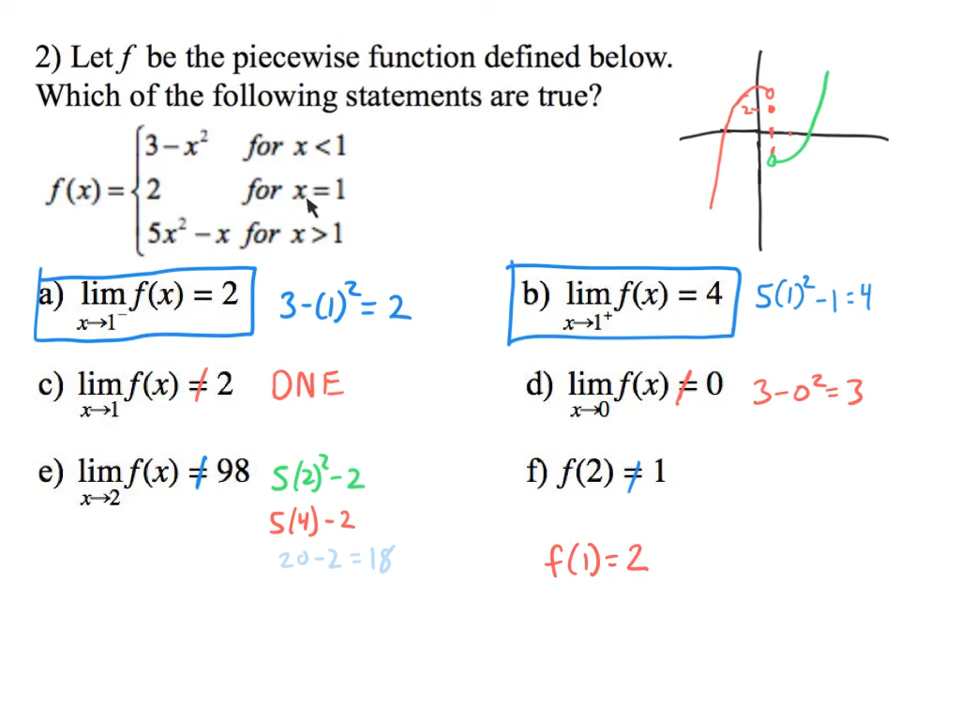 2) Let f be the piecewise function defined below.
Which of the following statements are true?
f(x) = { 3 − x² for x < 1
2 for x = 1
5x² − x for x > 1
2
a) lim f(x) = 2 3-(1)² = 2
x→1⁻
b) lim f(x) = 4 5(1)²-1=4
x→1⁺
c) lim f(x) ≠ 2 DNE
x→1
d) lim f(x) ≠ 0 3-0²=3
x→0
e) lim f(x) ≠ 98 5(2)²-2
x→2
5(4)-2
20-2=18
f) f(2) ≠ 1
f(1)=2